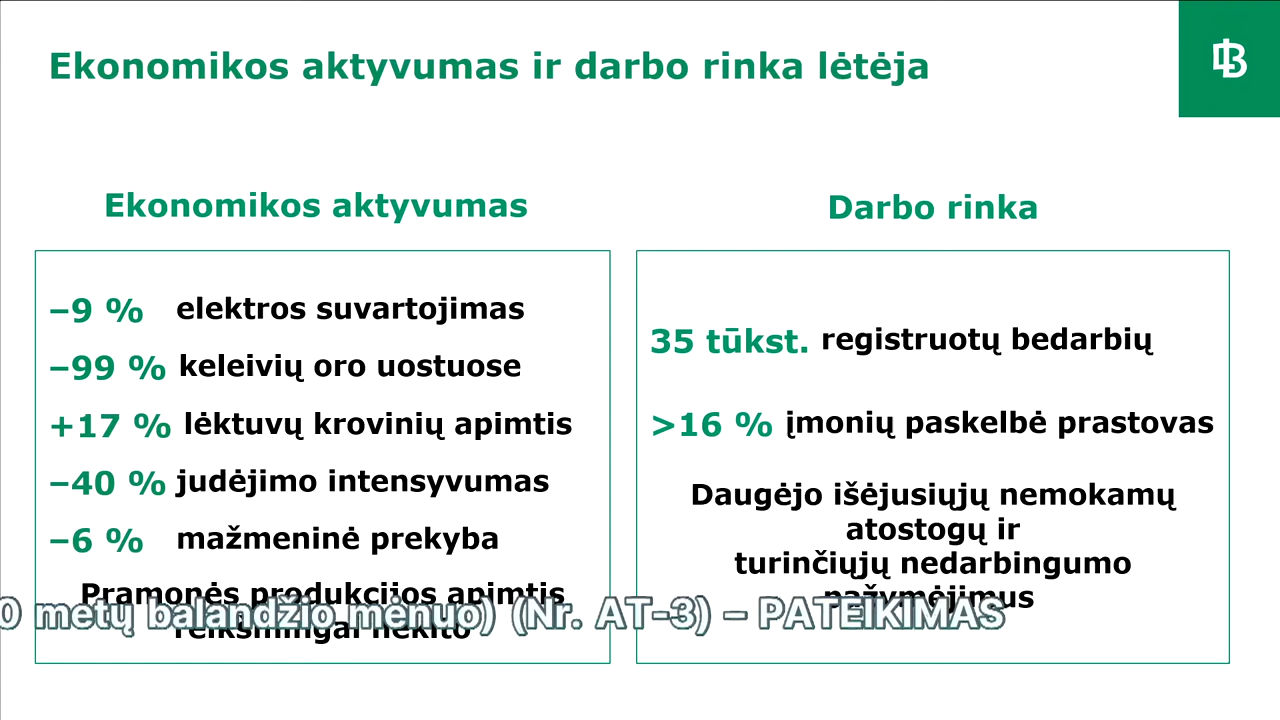 Ekonomikos aktyvumas ir darbo rinka lėtėja
Ekonomikos aktyvumas
–9 % elektros suvartojimas
–99 % keleivių oro uostuose
+17 % lėktuvų krovinių apimtis
–40 % judėjimo intensyvumas
–6 % mažmeninė prekyba
Pramonės produkcijos apimtis
reikšmingai nekito
Darbo rinka
35 tūkst. registruotų bedarbių
>16 % įmonių paskelbė prastovas
Daugėjo išėjusiųjų nemokamų
atostogų ir
turinčiųjų nedarbingumo
pažymėjimus
0 metų balandžio mėnuo) (Nr. AT-3) – PATEIKIMAS